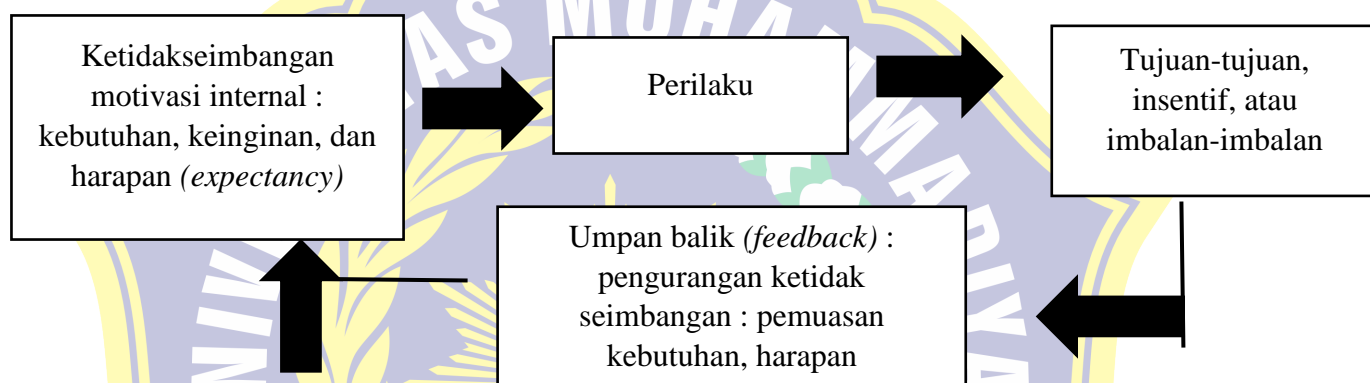 Ketidakseimbangan
motivasi internal :
kebutuhan, keinginan, dan
harapan (expectancy)
Perilaku
Tujuan-tujuan,
insentif, atau
imbalan-imbalan
Umpan balik (feedback) :
pengurangan ketidak
seimbangan : pemuasan
kebutuhan, harapan